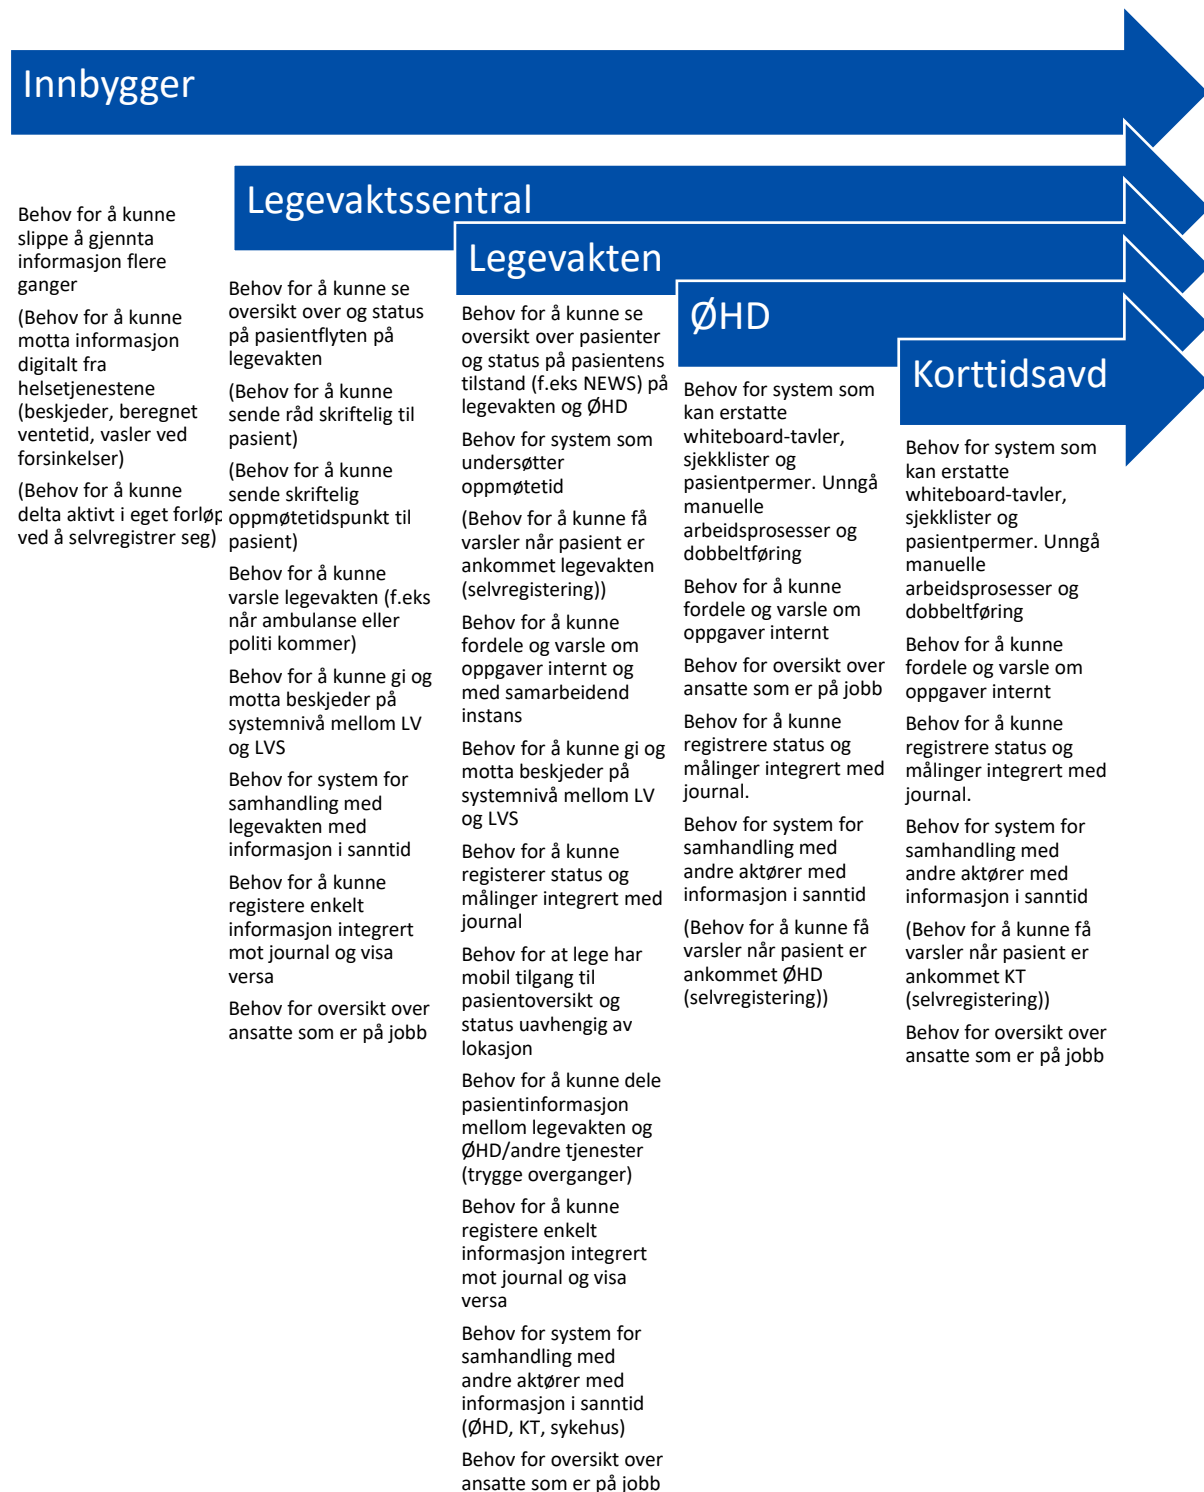 Innbygger
Behov for å kunne
slippe å gjennta
informasjon flere
ganger
(Behov for å kunne
motta informasjon
digitalt fra
helsetjenestene
(beskjeder, beregnet
ventetid, vasler ved
forsinkelser)
(Behov for å kunne
delta aktivt i eget forløp
ved å selvregistrer seg)
Legevaktssentral
Behov for å kunne se
oversikt over og status
på pasientflyten på
legevakten
(Behov for å kunne
sende råd skriftelig til
pasient)
(Behov for å kunne
sende skriftelig
oppmøtetidspunkt til
pasient)
Behov for å kunne
varsle legevakten (f.eks
når ambulanse eller
politi kommer)
Behov for å kunne gi og
motta beskjeder på
systemnivå mellom LV
og LVS
Behov for system for
samhandling med
legevakten med
informasjon i sanntid
Behov for å kunne
registere enkelt
informasjon integrert
mot journal og visa
versa
Behov for oversikt over
ansatte som er på jobb
Legevakten
Behov for å kunne se
oversikt over pasienter
og status på pasientens
tilstand (f.eks NEWS) på
legevakten og ØHD
Behov for system som
undersøtter
oppmøtetid
(Behov for å kunne få
varsler når pasient er
ankommet legevakten
(selvregistering))
Behov for å kunne
fordele og varsle om
oppgaver internt og
med samarbeidend
instans
Behov for å kunne gi og
motta beskjeder på
systemnivå mellom LV
og LVS
Behov for å kunne
registerer status og
målinger integrert med
journal
Behov for at lege har
mobil tilgang til
pasientoversikt og
status uavhengig av
lokasjon
Behov for å kunne dele
pasientinformasjon
mellom legevakten og
ØHD/andre tjenester
(trygge overganger)
Behov for å kunne
registere enkelt
informasjon integrert
mot journal og visa
versa
Behov for system for
samhandling med
andre aktører med
informasjon i sanntid
(ØHD, KT, sykehus)
Behov for oversikt over
ansatte som er på jobb
ØHD
Behov for system som
kan erstatte
whiteboard-tavler,
sjekklister og
pasientpermer. Unngå
manuelle
arbeidsprosesser og
dobbeltføring
Behov for å kunne
fordele og varsle om
oppgaver internt
Behov for oversikt over
ansatte som er på jobb
Behov for å kunne
registrere status og
målinger integrert med
journal.
Behov for system for
samhandling med
andre aktører med
informasjon i sanntid
(Behov for å kunne få
varsler når pasient er
ankommet ØHD
(selvregistering))
Korttidsavd
Behov for system som
kan erstatte
whiteboard-tavler,
sjekklister og
pasientpermer. Unngå
manuelle
arbeidsprosesser og
dobbeltføring
Behov for å kunne
fordele og varsle om
oppgaver internt
Behov for å kunne
registrere status og
målinger integrert med
journal.
Behov for system for
samhandling med
andre aktører med
informasjon i sanntid
(Behov for å kunne få
varsler når pasient er
ankommet KT
(selvregistering))
Behov for oversikt over
ansatte som er på jobb